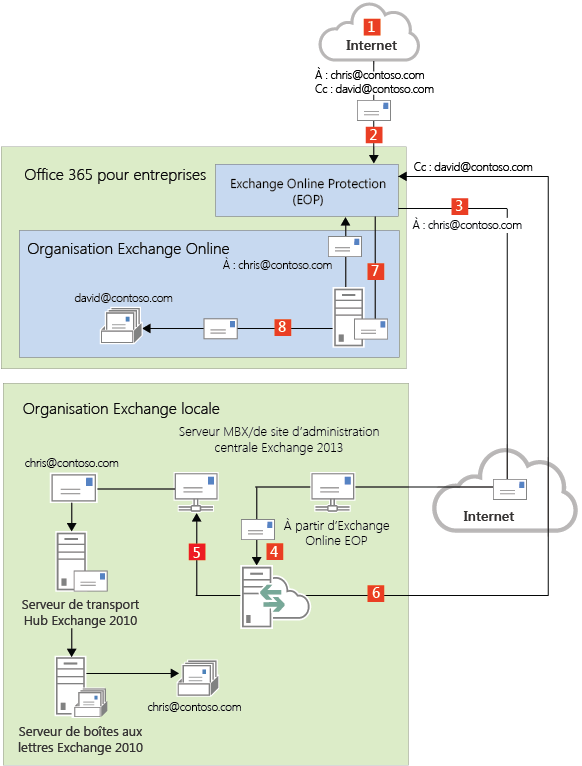 1
Internet
À : chris@contoso.com
Cc : david@contoso.com
2
Office 365 pour entreprises
Exchange Online Protection
(EOP)
Cc : david@contoso.com
3
À : chris@contoso.com
Organisation Exchange Online
À : chris@contoso.com
7
david@contoso.com
8
Organisation Exchange locale
Serveur MBX/de site d'administration
centrale Exchange 2013
chris@contoso.com
À partir d'Exchange
Online EOP
Internet
5
4
6
Serveur de transport
Hub Exchange 2010
chris@contoso.com
Serveur de boîtes aux
lettres Exchange 2010